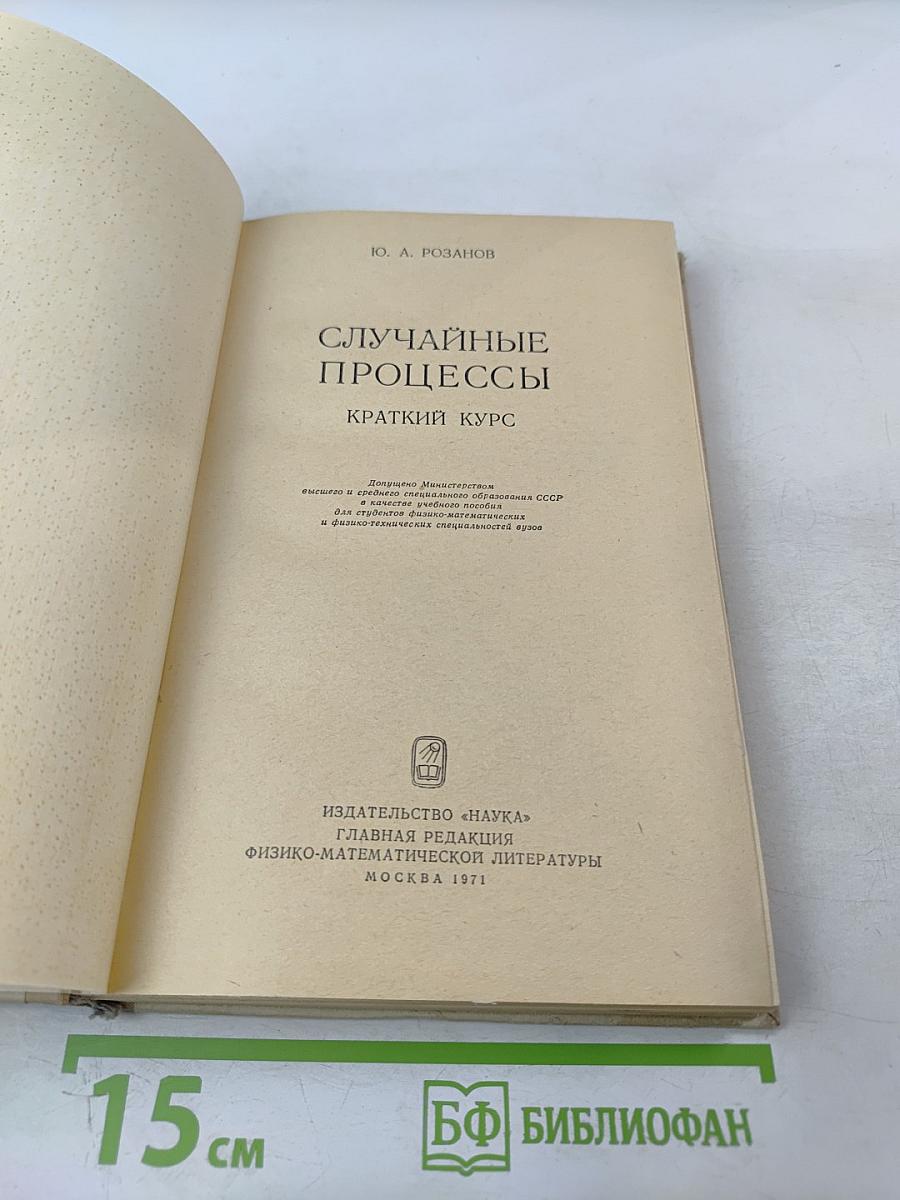 Ю. А. РОЗАНОВ
СЛУЧАЙНЫЕ
ПРОЦЕССЫ
КРАТКИЙ КУРС
Допущено Министерством
высшего и среднего специального образования СССР
в качестве учебного пособия
для студентов физико-математических
и физико-технических специальностей вузов
ИЗДАТЕЛЬСТВО «НАУКА»
ГЛАВНАЯ РЕДАКЦИЯ
ФИЗИКО-МАТЕМАТИЧЕСКОЙ ЛИТЕРАТУРЫ
МОСКВА 1971
15 см
БФ БИБЛИОФАН